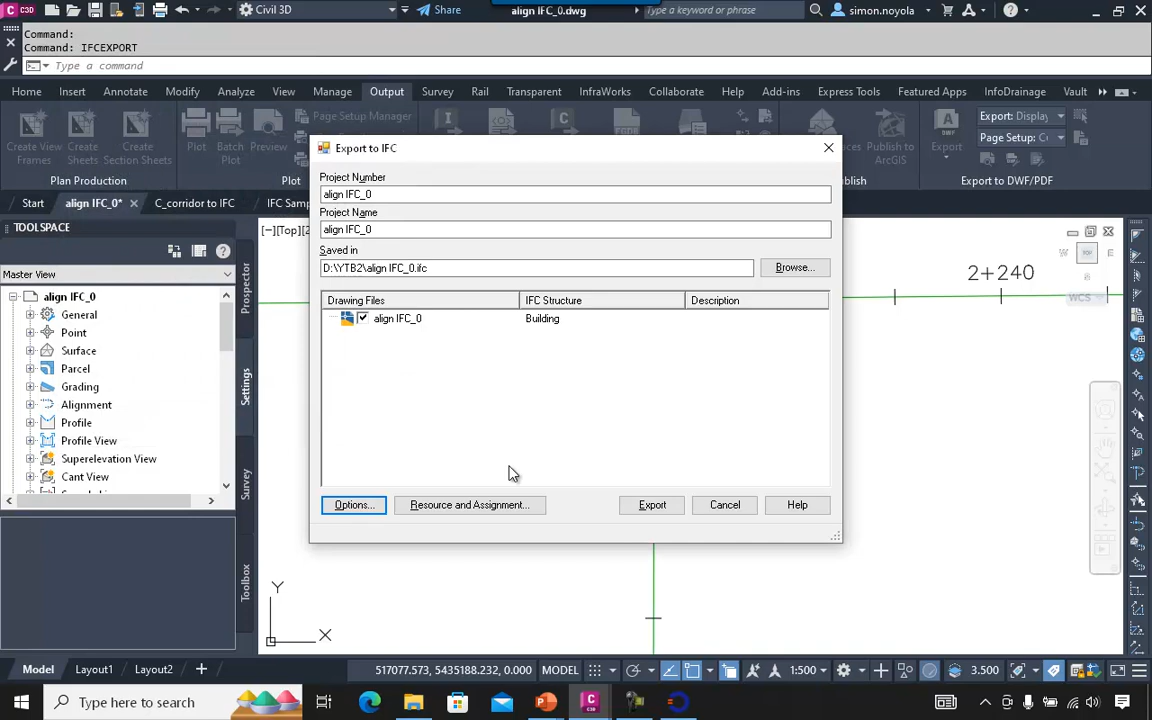 Civil 3D
Share
align IFC_0.dwg
Type a keyword or phrase
simon.noyola
Command:
Command: IFCEXPORT
Type a command
Home Insert Annotate Modify Analyze View Manage Output Survey Rail Transparent InfraWorks Collaborate Help Add-ins Express Tools Featured Apps InfoDrainage Vault
Create View Frames
Create Sheets
Create Section Sheets
Plan Production
Plot
Batch Plot
Preview
Page Setup Manager
Plot
Publish to ArcGIS
Export
Export: Display
Page Setup:
Export to DWF/PDF
Start
align IFC_0*
C_corridor to IFC
[−][Top]
TOOLSPACE
Master View
align IFC_0
General
Point
Surface
Parcel
Grading
Alignment
Profile
Profile View
Superelevation View
Cant View
Prospector
Settings
Survey
Toolbox
Export to IFC
Project Number
align IFC_0
Project Name
align IFC_0
Saved in
D:\YTB2\align IFC_0.ifc
Browse...
Drawing Files IFC Structure Description
align IFC_0 Building
Options...
Resource and Assignment...
Export
Cancel
Help
2+240
W
TOP
E
WCS
Y
X
Model
Layout1
Layout2
517077.573, 5435188.232, 0.000
MODEL
1:500
3.500
Type here to search